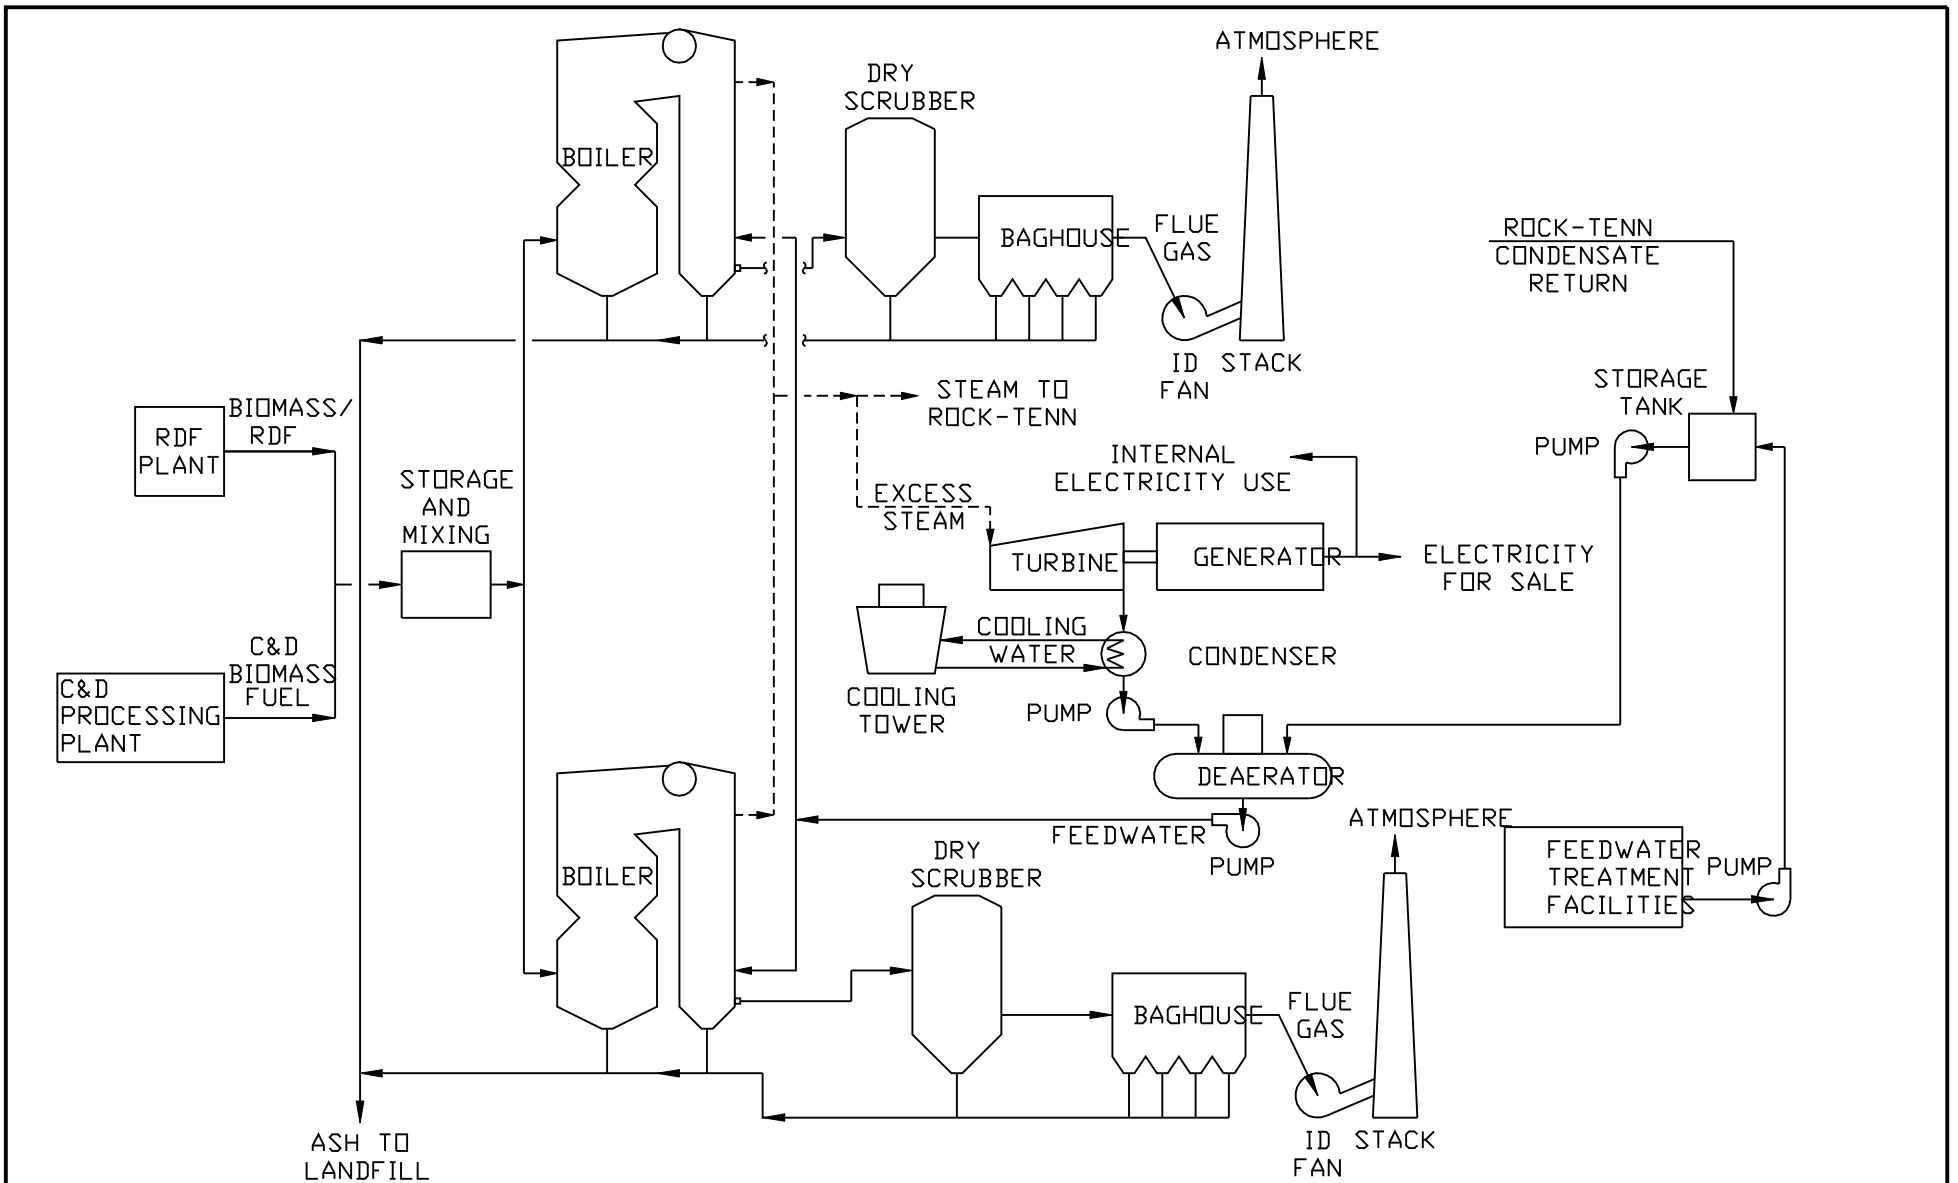 ATMOSPHERE
DRY
SCRUBBER
BOILER
BAGHOUSE
FLUE
GAS
ROCK-TENN
CONDENSATE
RETURN
ID STACK
FAN
STORAGE
TANK
STEAM TO
ROCK-TENN
BIOMASS/
RDF
RDF
PLANT
PUMP
INTERNAL
ELECTRICITY USE
STORAGE
AND
MIXING
EXCESS
STEAM
TURBINE
GENERATOR
ELECTRICITY
FOR SALE
COOLING
WATER
CONDENSER
C&D
BIOMASS
FUEL
C&D
PROCESSING
PLANT
COOLING
TOWER
PUMP
DEAERATOR
FEEDWATER
PUMP
ATMOSPHERE
DRY
SCRUBBER
BOILER
FEEDWATER
TREATMENT
FACILITIES
PUMP
BAGHOUSE
FLUE
GAS
ID STACK
FAN
ASH TO
LANDFILL